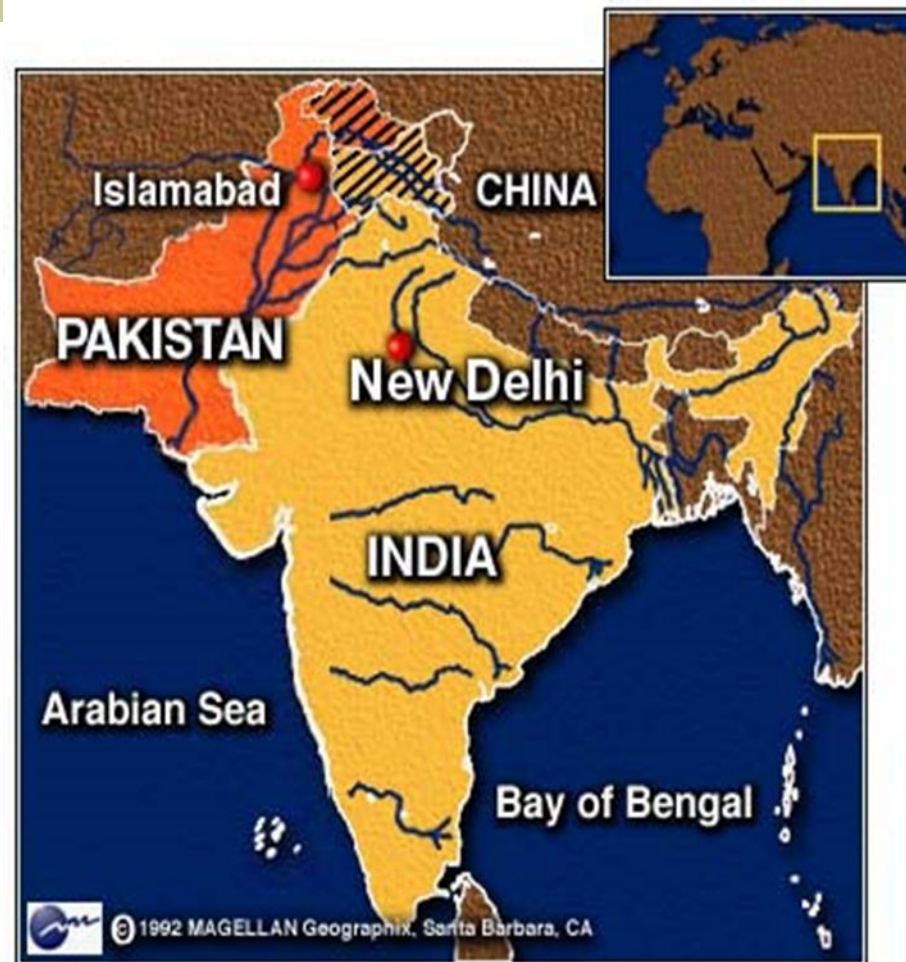 Islamabad
CHINA
PAKISTAN
New Delhi
INDIA
Arabian Sea
Bay of Bengal
© 1992 MAGELLAN Geographix, Santa Barbara, CA